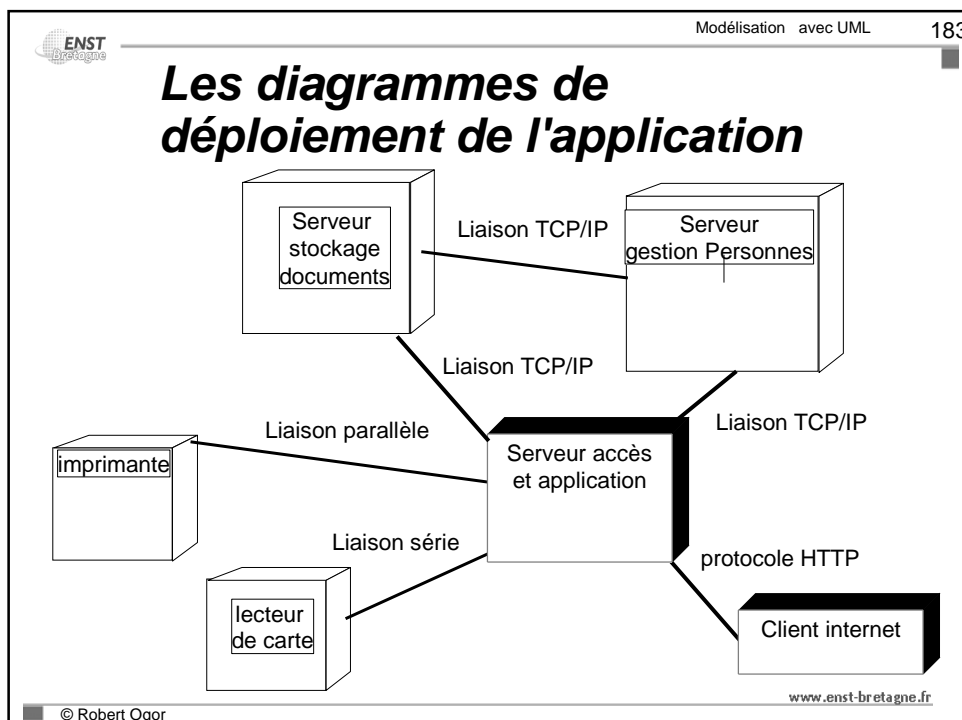 Modélisation avec UML
183
ENST
Bretagne
Les diagrammes de
déploiement de l'application
Serveur
stockage
documents
Liaison TCP/IP
Serveur
gestion Personnes
Liaison TCP/IP
Liaison TCP/IP
Liaison parallèle
imprimante
Serveur accès
et application
Liaison série
protocole HTTP
lecteur
de carte
Client internet
www.enst-bretagne.fr
© Robert Ogor